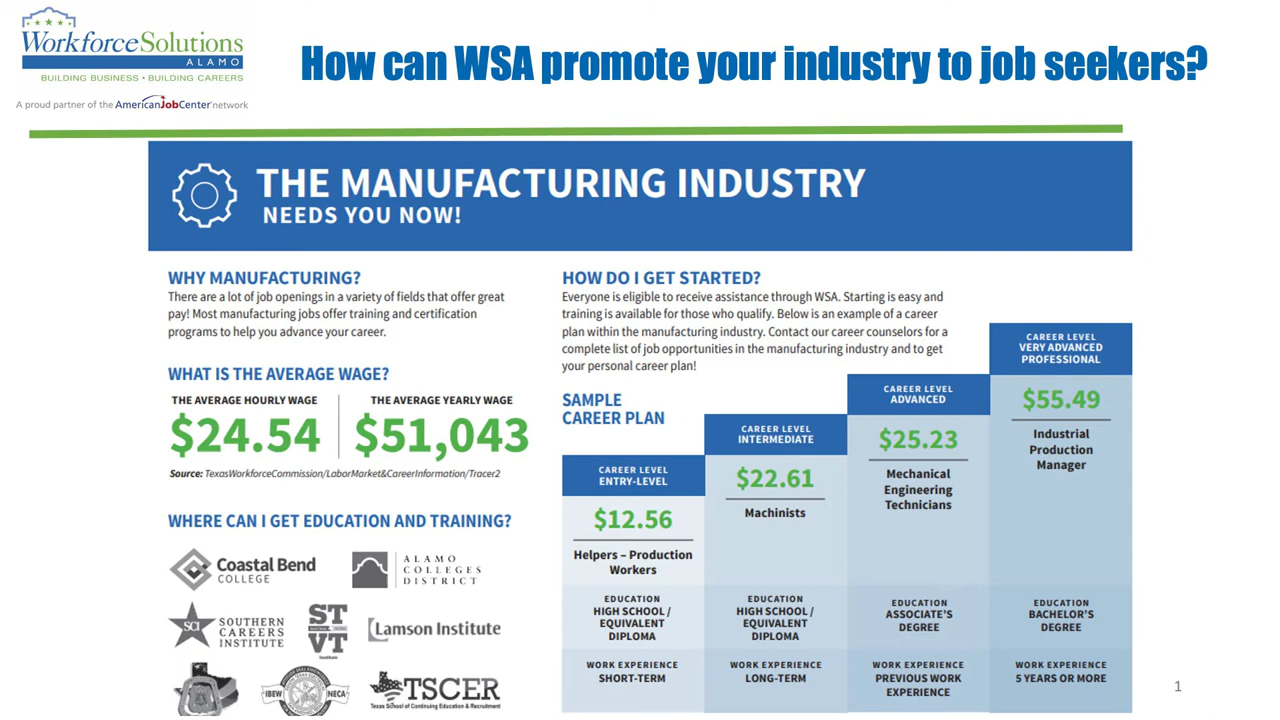 WorkforceSolutions
ALAMO
BUILDING BUSINESS • BUILDING CAREERS
A proud partner of the AmericanJobCenter network
How can WSA promote your industry to job seekers?
THE MANUFACTURING INDUSTRY
NEEDS YOU NOW!
WHY MANUFACTURING?
There are a lot of job openings in a variety of fields that offer great
pay! Most manufacturing jobs offer training and certification
programs to help you advance your career.
WHAT IS THE AVERAGE WAGE?
THE AVERAGE HOURLY WAGE
$24.54
THE AVERAGE YEARLY WAGE
$51,043
Source: TexasWorkforceCommission/LaborMarket&CareerInformation/Tracer2
WHERE CAN I GET EDUCATION AND TRAINING?
Coastal Bend
COLLEGE
ALAMO
COLLEGES
DISTRICT
SCI
SOUTHERN
CAREERS
INSTITUTE
ST
VT
Lamson Institute
IBEW
NECA
TSCER
Texas School of Continuing Education & Recruitment
HOW DO I GET STARTED?
Everyone is eligible to receive assistance through WSA. Starting is easy and
training is available for those who qualify. Below is an example of a career
plan within the manufacturing industry. Contact our career counselors for a
complete list of job opportunities in the manufacturing industry and to get
your personal career plan!
SAMPLE
CAREER PLAN
CAREER LEVEL
ENTRY-LEVEL
$12.56
Helpers – Production
Workers
EDUCATION
HIGH SCHOOL /
EQUIVALENT
DIPLOMA
WORK EXPERIENCE
SHORT-TERM
CAREER LEVEL
INTERMEDIATE
$22.61
Machinists
EDUCATION
HIGH SCHOOL /
EQUIVALENT
DIPLOMA
WORK EXPERIENCE
LONG-TERM
CAREER LEVEL
ADVANCED
$25.23
Mechanical
Engineering
Technicians
EDUCATION
ASSOCIATE'S
DEGREE
WORK EXPERIENCE
PREVIOUS WORK
EXPERIENCE
CAREER LEVEL
VERY ADVANCED
PROFESSIONAL
$55.49
Industrial
Production
Manager
EDUCATION
BACHELOR'S
DEGREE
WORK EXPERIENCE
5 YEARS OR MORE
1